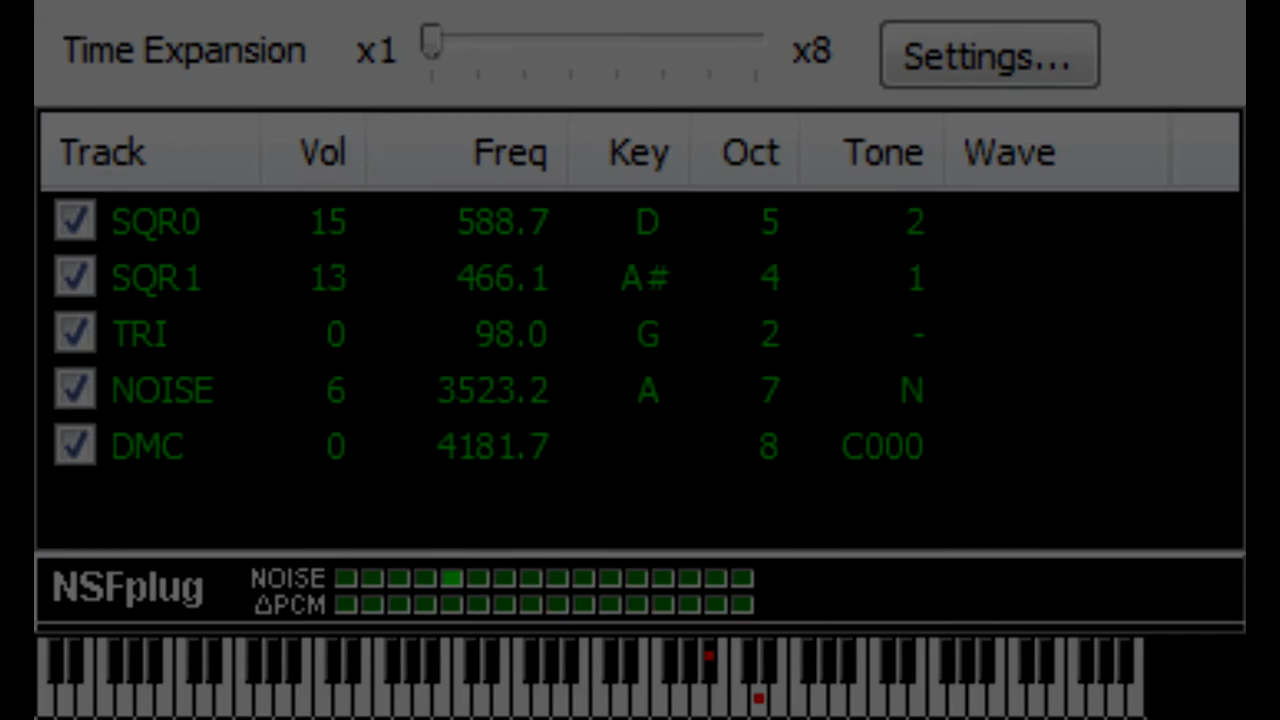 Time Expansion x1 x8 Settings...
Track Vol Freq Key Oct Tone Wave
SQR0 15 588.7 D 5 2
SQR1 13 466.1 A# 4 1
TRI 0 98.0 G 2 -
NOISE 6 3523.2 A 7 N
DMC 0 4181.7 8 C000
NSFplug NOISE
ΔPCM